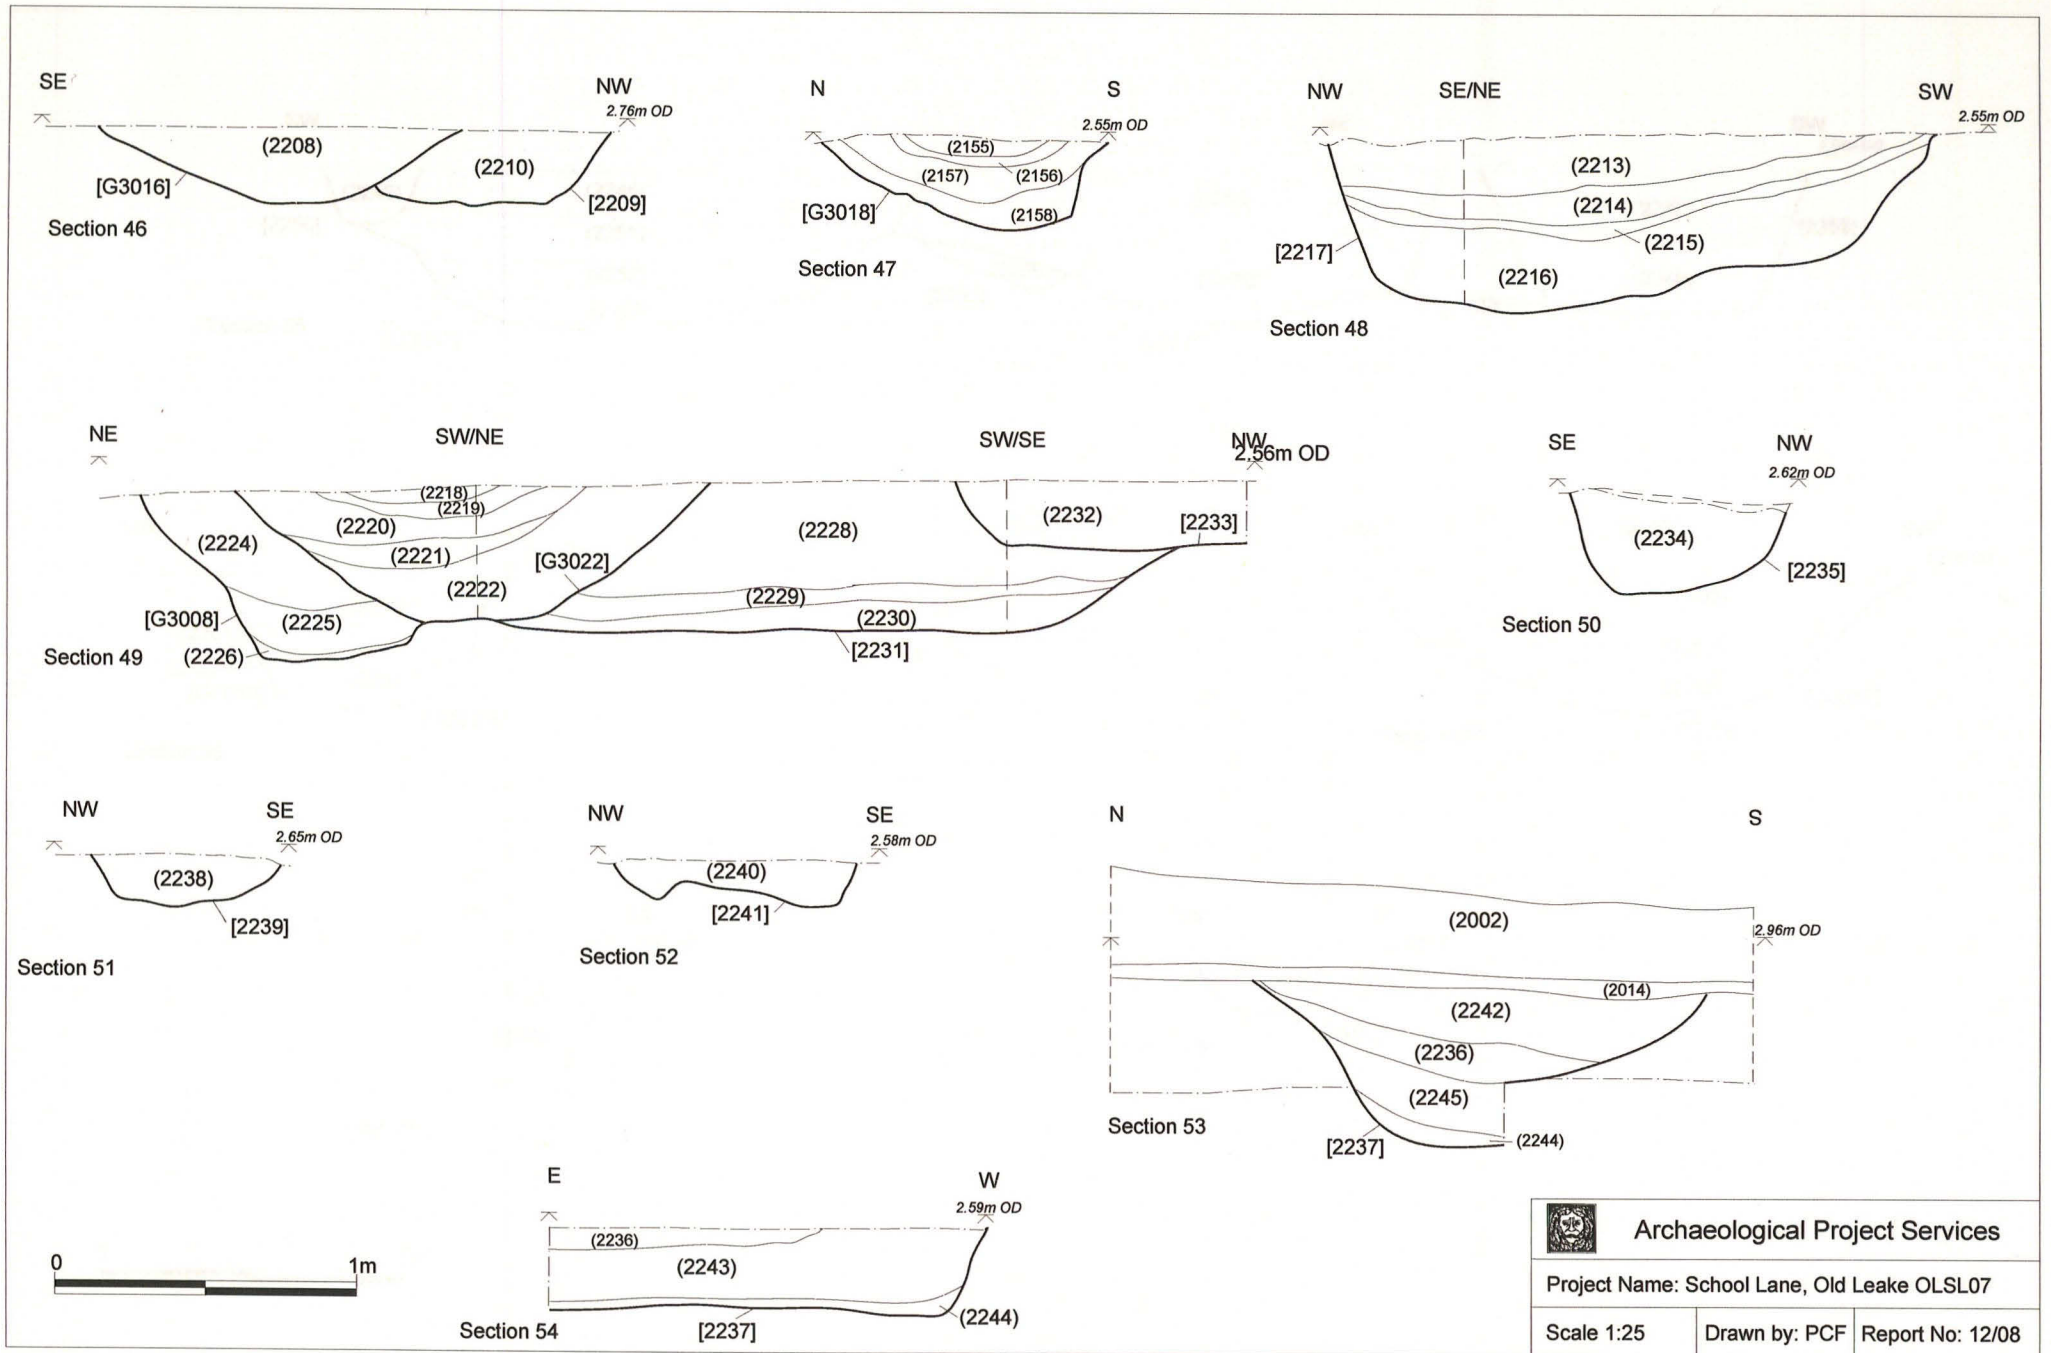 SE
NW
2.76m OD
(2208)
(2210)
[G3016]
[2209]
Section 46
N
S
2.55m OD
(2155)
(2157)
(2156)
[G3018]
(2158)
Section 47
NW
SE/NE
SW
2.55m OD
(2213)
(2214)
(2215)
[2217]
(2216)
Section 48
NE
SW/NE
SW/SE
NW
2.56m OD
(2218)
(2219)
(2220)
(2224)
(2221)
[G3022]
(2222)
(2228)
(2232)
[2233]
(2229)
(2230)
[G3008]
(2225)
(2226)
[2231]
Section 49
SE
NW
2.62m OD
(2234)
[2235]
Section 50
NW
SE
2.65m OD
(2238)
[2239]
Section 51
NW
SE
2.58m OD
(2240)
[2241]
Section 52
N
S
(2002)
2.96m OD
(2014)
(2242)
(2236)
(2245)
[2237]
(2244)
Section 53
E
W
2.59m OD
(2236)
(2243)
(2244)
[2237]
Section 54
0 1m
Archaeological Project Services
Project Name: School Lane, Old Leake OLSL07
Scale 1:25 Drawn by: PCF Report No: 12/08